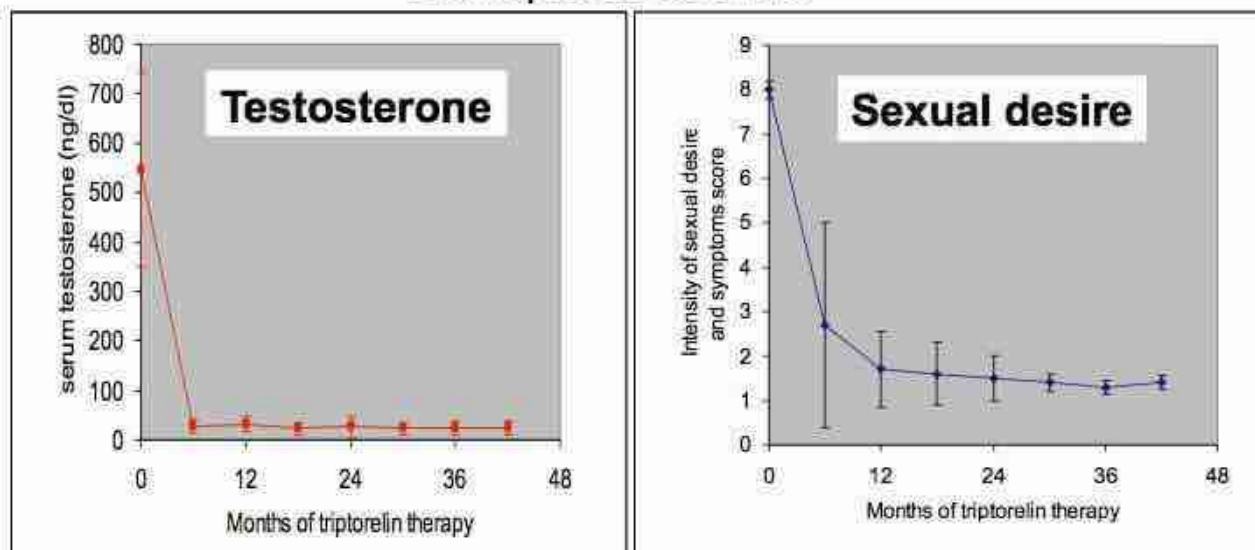 Testosterone
serum testosterone (ng/dl)
800
700
600
500
400
300
200
100
0
0 12 24 36 48
Months of triptorelin therapy
Sexual desire
Intensity of sexual desire
and symptoms score
9
8
7
6
5
4
3
2
1
0
0 12 24 36 48
Months of triptorelin therapy